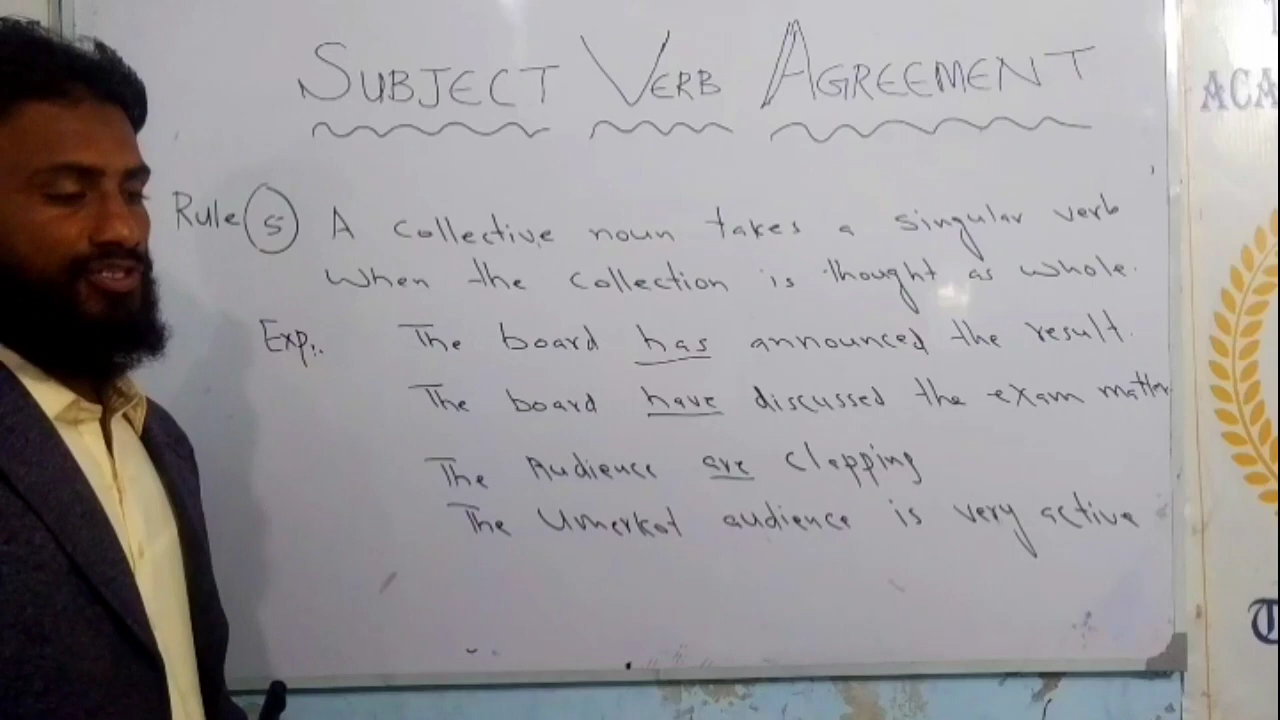 SUBJECT VERB AGREEMENT
Rule 5 A collective noun takes a singular verb
when the collection is thought as whole.
Exp:. The board has announced the result.
The board have discussed the exam matter
The Audience are clapping
The Umerkot audience is very active
ACA
T